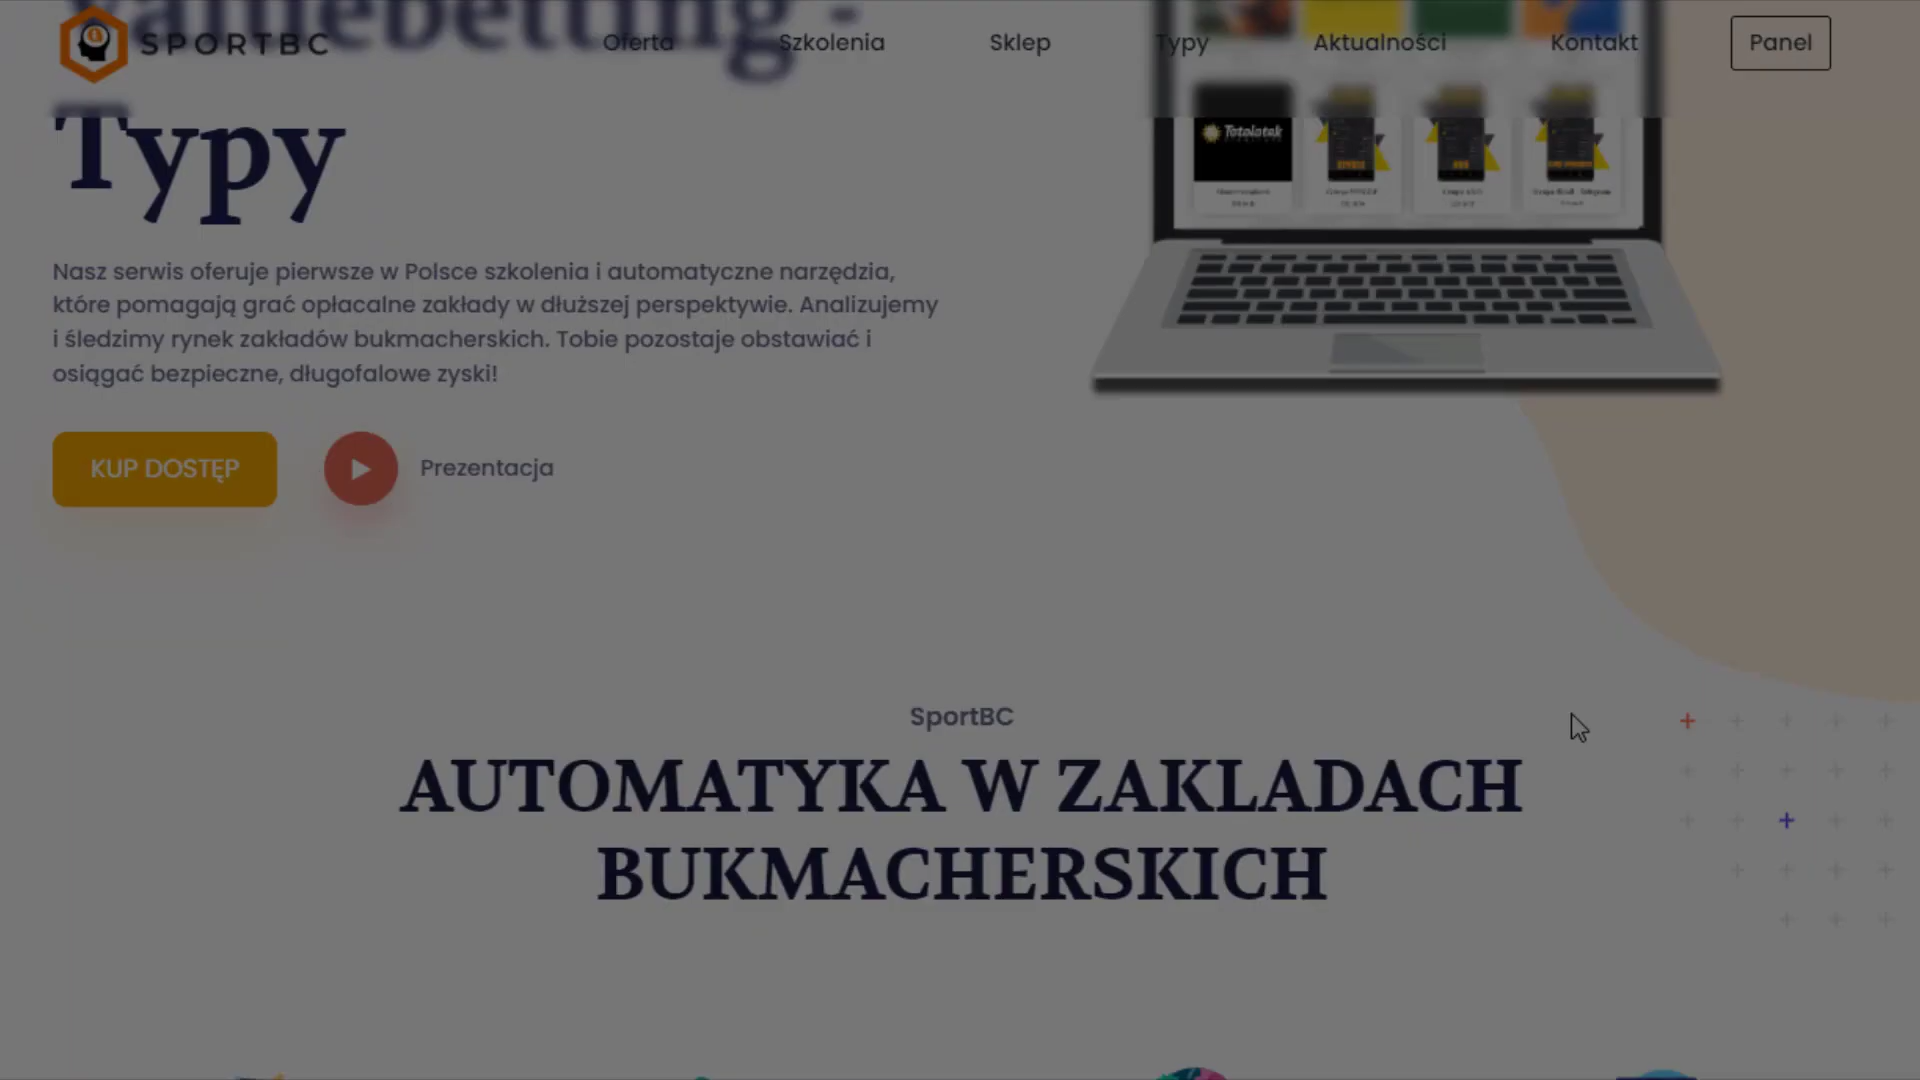 SPORTBC
Oferta
Szkolenia
Sklep
Typy
Aktualności
Kontakt
Panel
valuebetting -
Typy
Totolotek
Nasz serwis oferuje pierwsze w Polsce szkolenia i automatyczne narzędzia,
które pomagają grać opłacalne zakłady w dłuższej perspektywie. Analizujemy
i śledzimy rynek zakładów bukmacherskich. Tobie pozostaje obstawiać i
osiągać bezpieczne, długofalowe zyski!
KUP DOSTĘP
Prezentacja
SportBC
AUTOMATYKA W ZAKLADACH
BUKMACHERSKICH